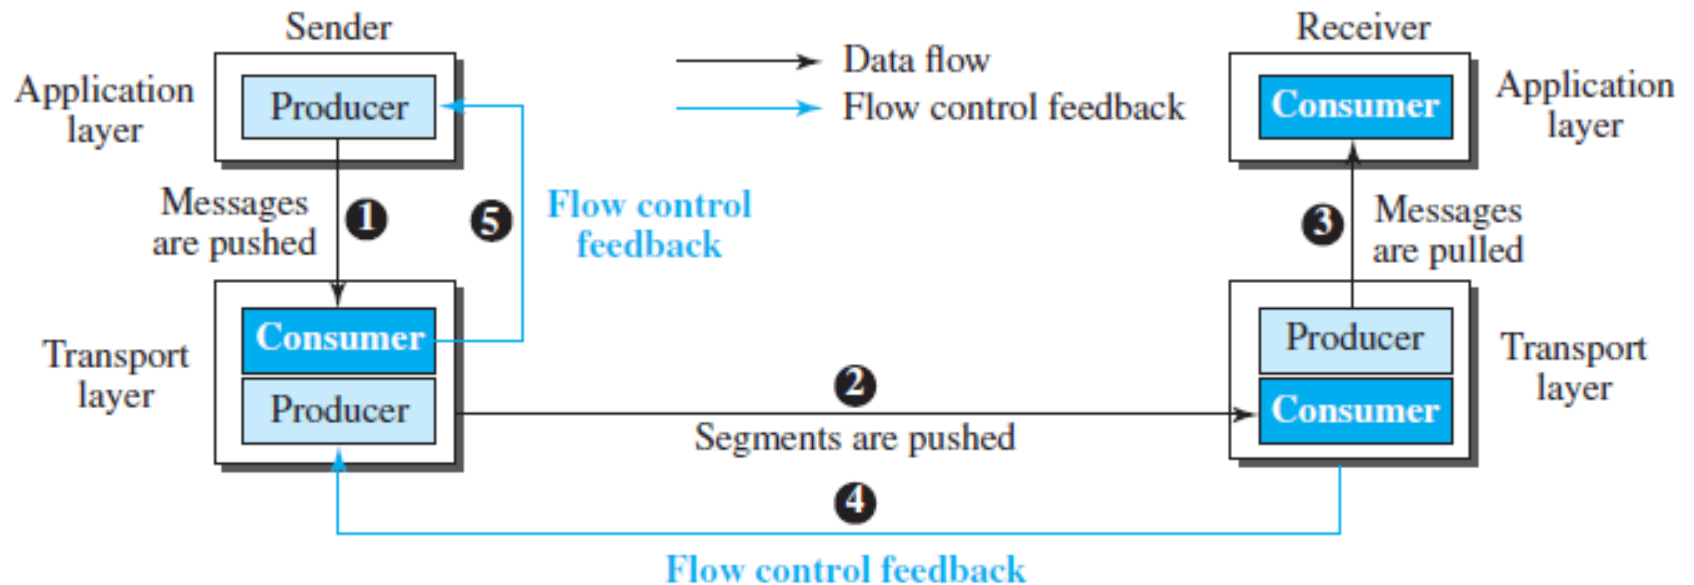 Sender
Receiver
Data flow
Flow control feedback
Application
layer
Producer
Consumer
Application
layer
Messages
are pushed
1
5
Flow control
feedback
3
Messages
are pulled
Transport
layer
Consumer
Producer
2
Segments are pushed
Producer
Consumer
Transport
layer
4
Flow control feedback